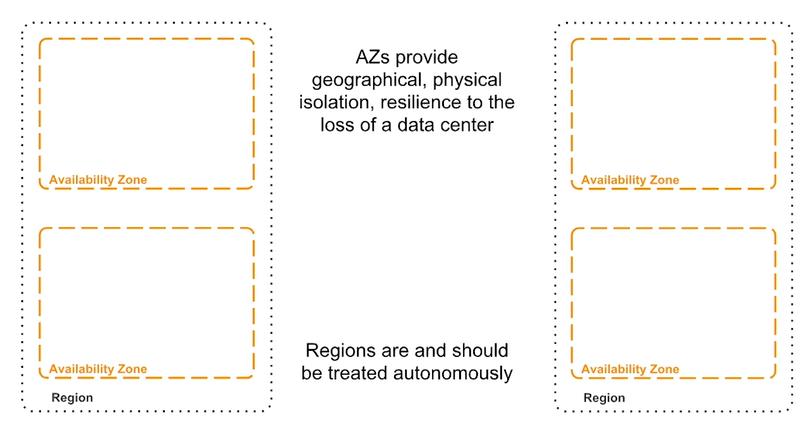 Availability Zone
Availability Zone
Region
AZs provide
geographical, physical
isolation, resilience to the
loss of a data center
Regions are and should
be treated autonomously
Availability Zone
Availability Zone
Region